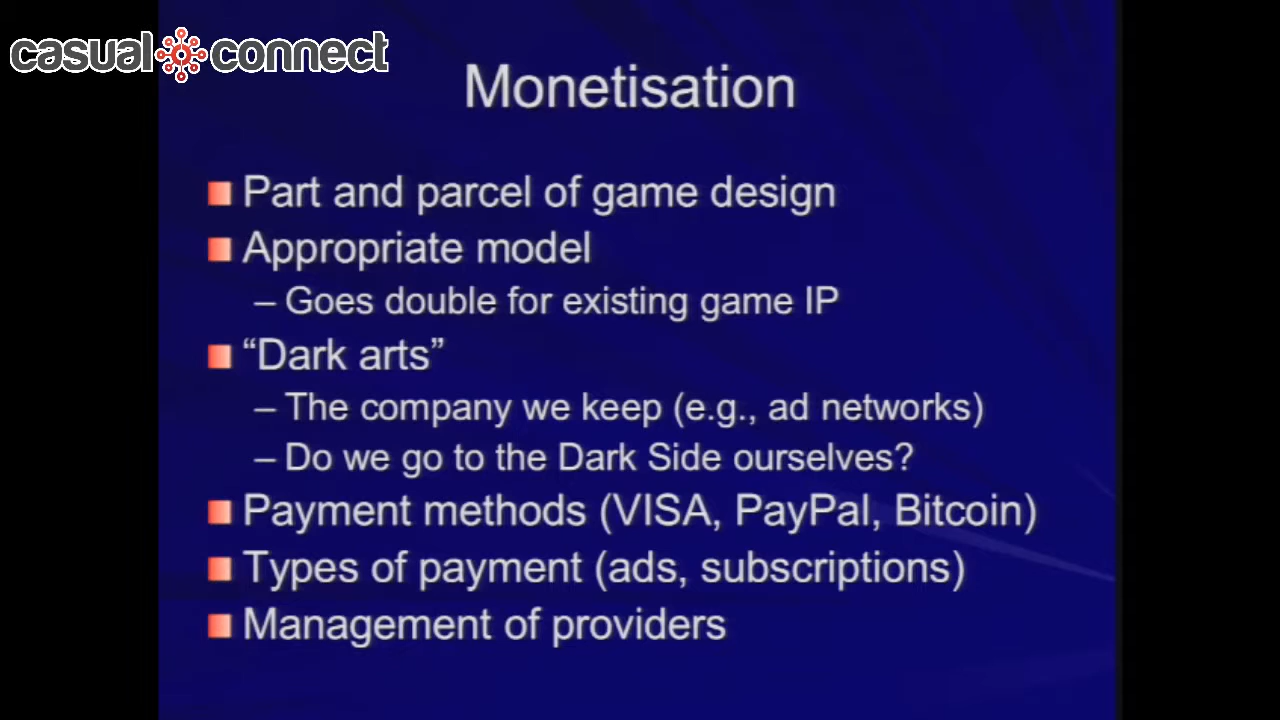 casual connect
Monetisation
Part and parcel of game design
Appropriate model
– Goes double for existing game IP
“Dark arts”
– The company we keep (e.g., ad networks)
– Do we go to the Dark Side ourselves?
Payment methods (VISA, PayPal, Bitcoin)
Types of payment (ads, subscriptions)
Management of providers